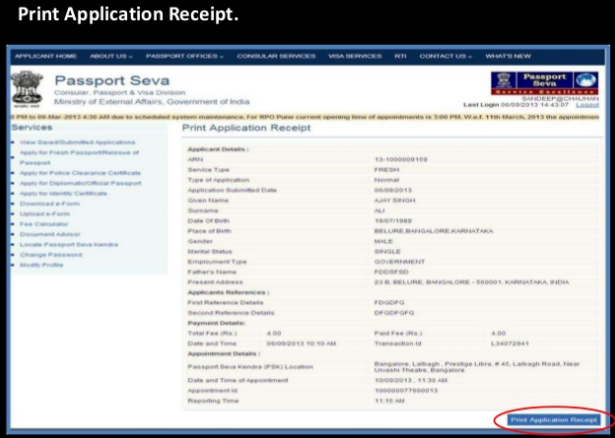 Print Application Receipt.
APPLICANT HOME ABOUT US PASSPORT OFFICES CONSULAR SERVICES VISA SERVICES RTI CONTACT US WHAT'S NEW
Passport Seva
Consular, Passport & Visa Division
Ministry of External Affairs, Government of India
Passport
Seva
Service Excellence
SANDEEP@CHAUHAN
Last Login 06/08/2013 14:43:07 Logout
PM to 09-Mar-2013 4:30 AM due to scheduled system maintenance. For RPO Pune current opening time of appointments is 3:00 PM. W.e.f. 11th March, 2013 the appointmen
Services
View Saved/Submitted Applications
Apply for Fresh Passport/Reissue of
Passport
Apply for Police Clearance Certificate
Apply for Diplomatic/Official Passport
Apply for Identity Certificate
Download e-Form
Upload e-Form
Fee Calculator
Document Advisor
Locate Passport Seva Kendra
Change Password
Modify Profile
Print Application Receipt
Applicant Details :
ARN 13-1000009169
Service Type FRESH
Type of Application Normal
Application Submitted Date 06/08/2013
Given Name AJAY SINGH
Surname ALI
Date Of Birth 19/07/1989
Place of Birth BELURE,BANGALORE,KARNATAKA
Gender MALE
Marital Status SINGLE
Employment Type GOVERNMENT
Father's Name FDDSFSD
Present Address 23 B, BELURE, BANGALORE - 560001, KARNATAKA, INDIA
Applicants References :
First Reference Details FDGDFG
Second Reference Details DFGDFGFG
Payment Details:
Total Fee (Rs.) 4.00 Paid Fee (Rs.) 4.00
Date and Time 06/08/2013 10:10 AM Transaction Id L34072941
Appointment Details :
Passport Seva Kendra (PSK) Location Bangalore, Lalbagh , Prestige Libra, # 45, Lalbagh Road, Near
Urvashi Theatre, Bangalore
Date and Time of Appointment 10/09/2013 , 11:30 AM
Appointment Id 100000077600013
Reporting Time 11:15 AM
Print Application Receipt